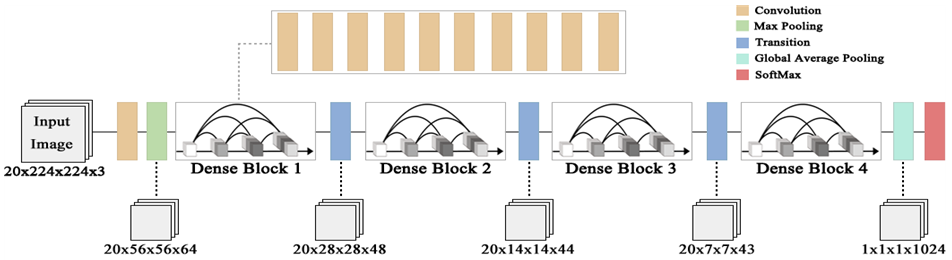 Convolution
Max Pooling
Transition
Global Average Pooling
SoftMax
Input
Image
20x224x224x3
Dense Block 1
Dense Block 2
Dense Block 3
Dense Block 4
20x56x56x64
20x28x28x48
20x14x14x44
20x7x7x43
1x1x1x1024